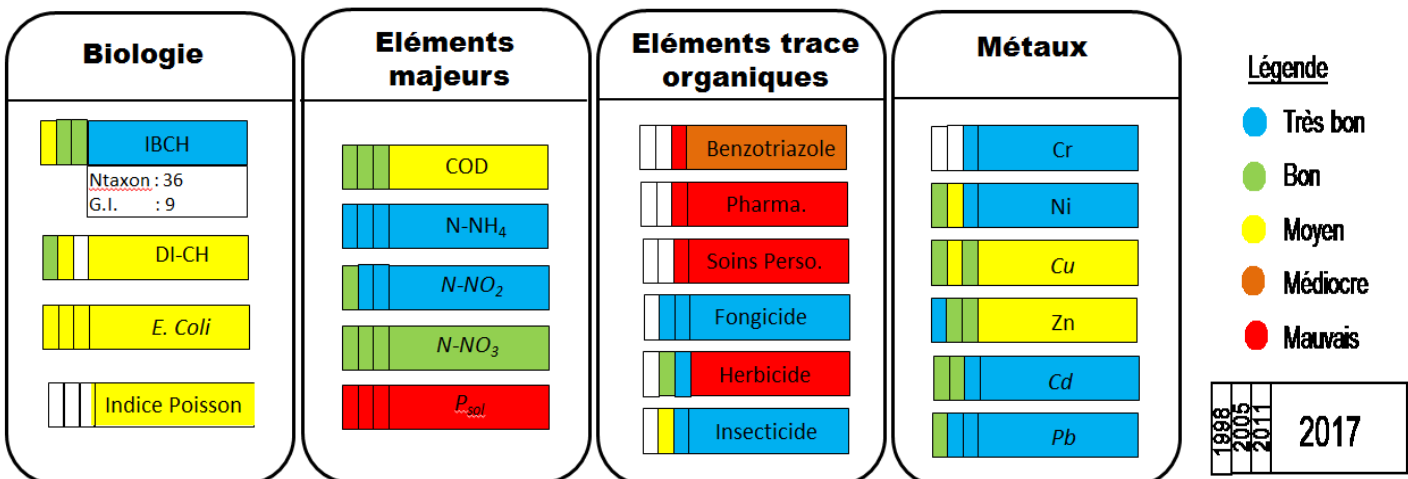 Biologie
IBCH
Ntaxon : 36
G.I. : 9
DI-CH
E. Coli
Indice Poisson
Eléments
majeurs
COD
N-NH4
N-NO2
N-NO3
Psol
Eléments trace
organiques
Benzotriazole
Pharma.
Soins Perso.
Fongicide
Herbicide
Insecticide
Métaux
Cr
Ni
Cu
Zn
Cd
Pb
Légende
Très bon
Bon
Moyen
Médiocre
Mauvais
1998
2005
2011
2017